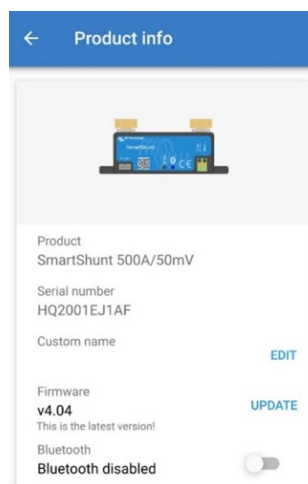 Product info
SmartShunt
Product
SmartShunt 500A/50mV
Serial number
HQ2001EJ1AF
Custom name
EDIT
Firmware
v4.04
UPDATE
This is the latest version!
Bluetooth
Bluetooth disabled